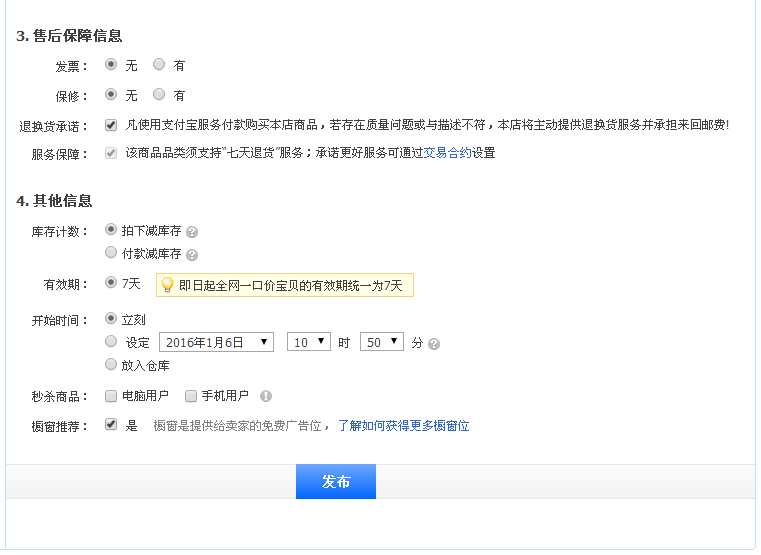 3. 售后保障信息
发票： 无 有
保修： 无 有
退换货承诺： 凡使用支付宝服务付款购买本店商品，若存在质量问题或与描述不符，本店将主动提供退换货服务并承担来回邮费!
服务保障： 该商品品类须支持“七天退货”服务；承诺更好服务可通过交易合约设置
4. 其他信息
库存计数： 拍下减库存 ?
付款减库存 ?
有效期： 7天 即日起全网一口价宝贝的有效期统一为7天
开始时间： 立刻
设定 2016年1月6日 10 时 50 分 ?
放入仓库
秒杀商品： 电脑用户 手机用户 !
橱窗推荐： 是 橱窗是提供给卖家的免费广告位，了解如何获得更多橱窗位
发布